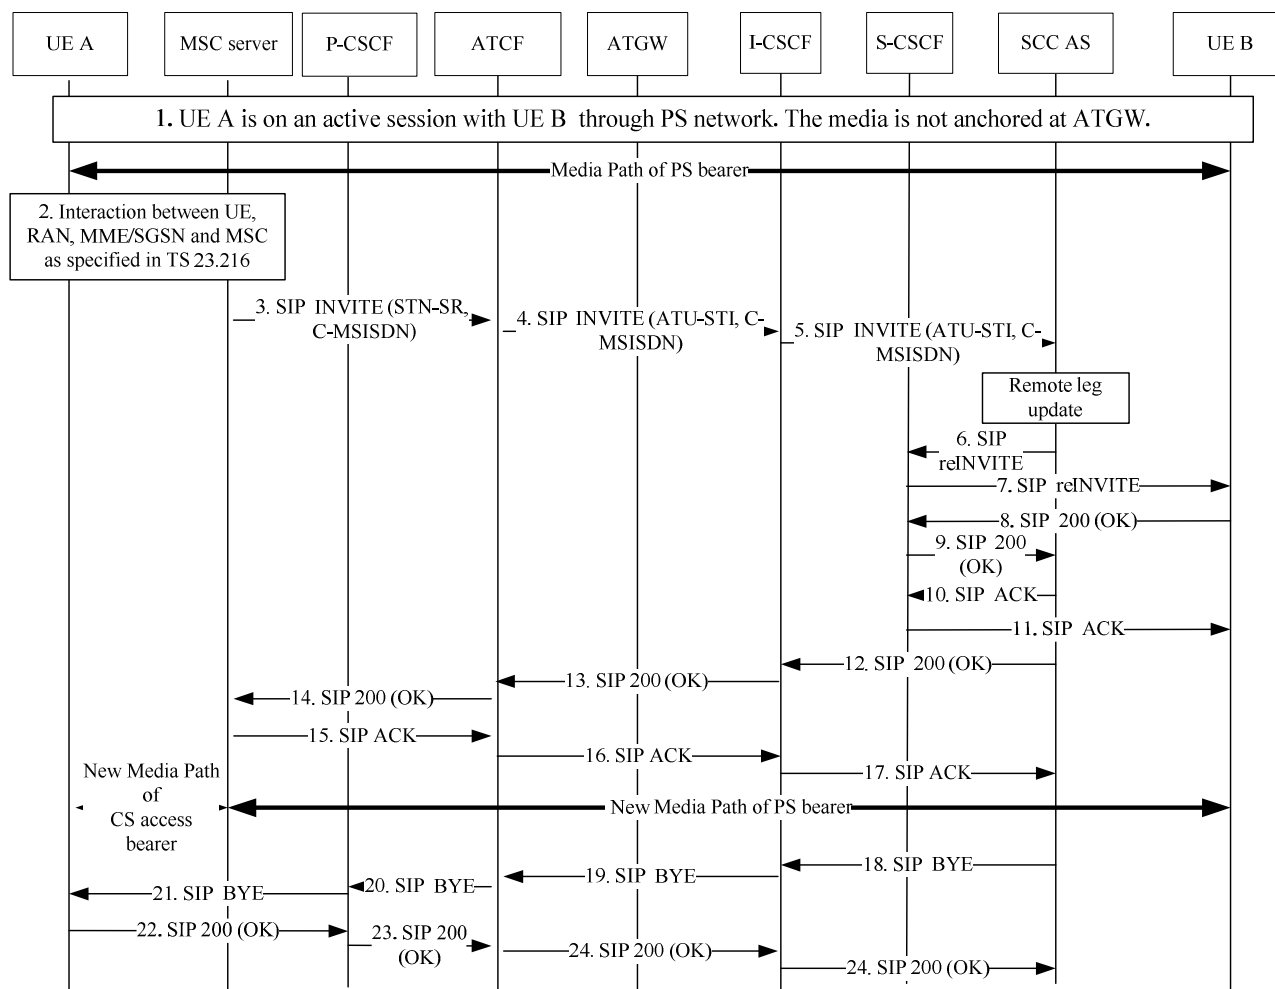 UE A
MSC server
P-CSCF
ATCF
ATGW
I-CSCF
S-CSCF
SCC AS
UE B
1. UE A is on an active session with UE B through PS network. The media is not anchored at ATGW.
Media Path of PS bearer
2. Interaction between UE,
RAN, MME/SGSN and MSC
as specified in TS 23.216
3. SIP INVITE (STN-SR,
C-MSISDN)
4. SIP INVITE (ATU-STI, C-
MSISDN)
5. SIP INVITE (ATU-STI, C-
MSISDN)
Remote leg
update
6. SIP
reINVITE
7. SIP reINVITE
8. SIP 200 (OK)
9. SIP 200
(OK)
10. SIP ACK
11. SIP ACK
12. SIP 200 (OK)
13. SIP 200 (OK)
14. SIP 200 (OK)
15. SIP ACK
16. SIP ACK
17. SIP ACK
New Media Path
of
CS access
bearer
New Media Path of PS bearer
18. SIP BYE
19. SIP BYE
20. SIP BYE
21. SIP BYE
22. SIP 200 (OK)
23. SIP 200
(OK)
24. SIP 200 (OK)
24. SIP 200 (OK)